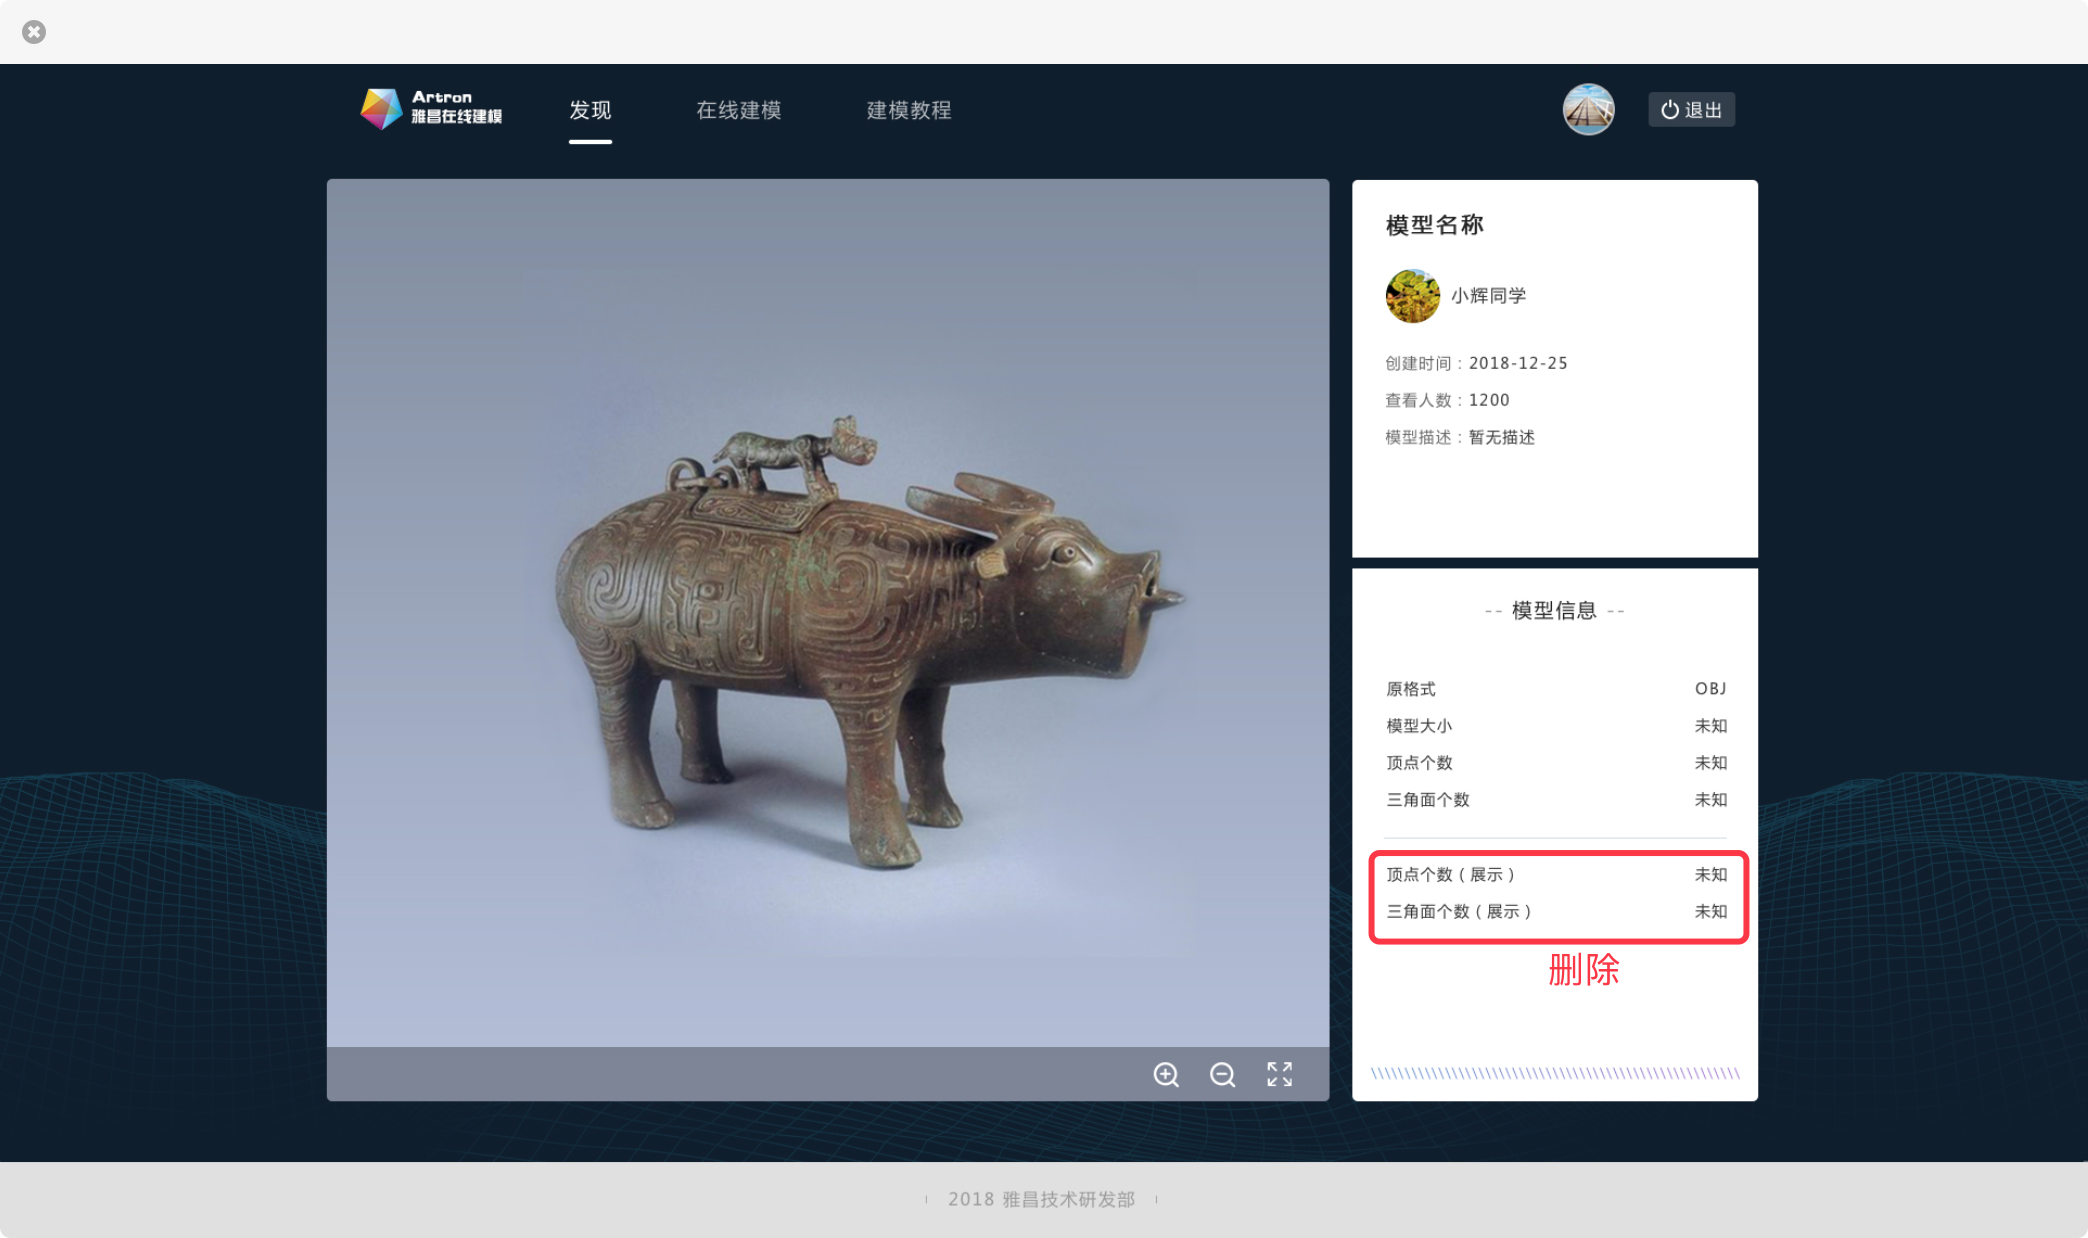 Artron
雅昌在线建模
发现
在线建模
建模教程
退出
模型名称
小辉同学
创建时间：2018-12-25
查看人数：1200
模型描述：暂无描述
-- 模型信息 --
原格式 OBJ
模型大小 未知
顶点个数 未知
三角面个数 未知
顶点个数（展示） 未知
三角面个数（展示） 未知
删除
2018 雅昌技术研发部